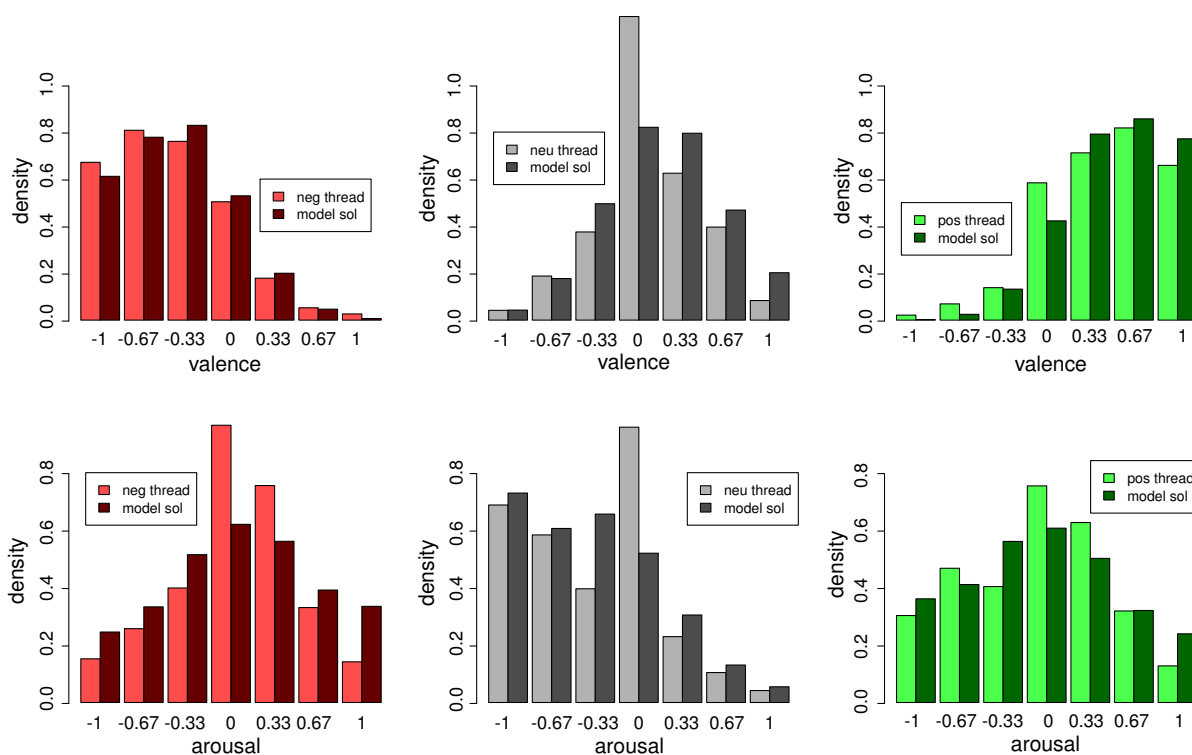 density
0.0 0.2 0.4 0.6 0.8 1.0
neg thread
model sol
-1 -0.67 -0.33 0 0.33 0.67 1
valence
density
0.0 0.2 0.4 0.6 0.8 1.0
neu thread
model sol
-1 -0.67 -0.33 0 0.33 0.67 1
valence
density
0.0 0.2 0.4 0.6 0.8 1.0
pos thread
model sol
-1 -0.67 -0.33 0 0.33 0.67 1
valence
density
0.0 0.2 0.4 0.6 0.8
neg thread
model sol
-1 -0.67 -0.33 0 0.33 0.67 1
arousal
density
0.0 0.2 0.4 0.6 0.8
neu thread
model sol
-1 -0.67 -0.33 0 0.33 0.67 1
arousal
density
0.0 0.2 0.4 0.6 0.8
pos thread
model sol
-1 -0.67 -0.33 0 0.33 0.67 1
arousal